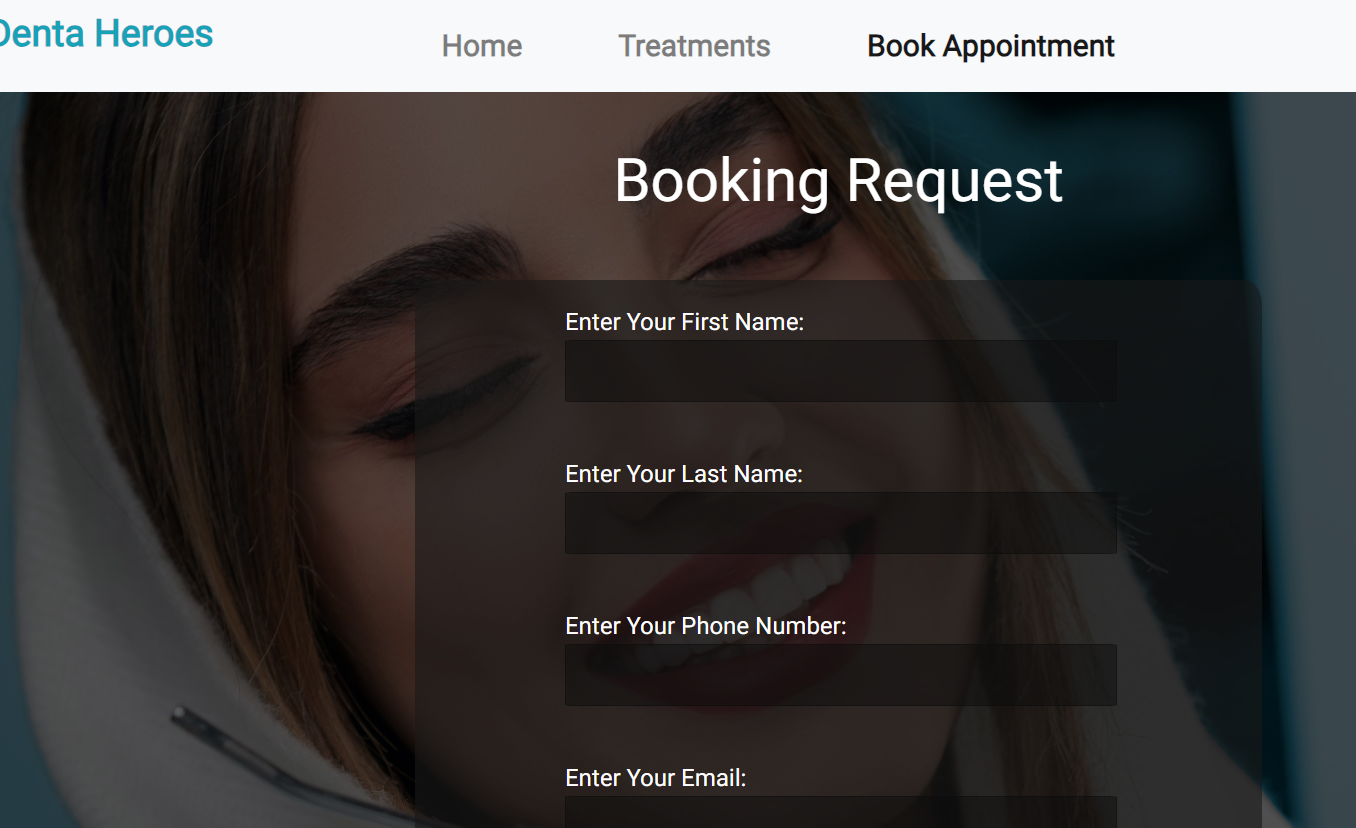 Denta Heroes
Home
Treatments
Book Appointment
Booking Request
Enter Your First Name:
Enter Your Last Name:
Enter Your Phone Number:
Enter Your Email: